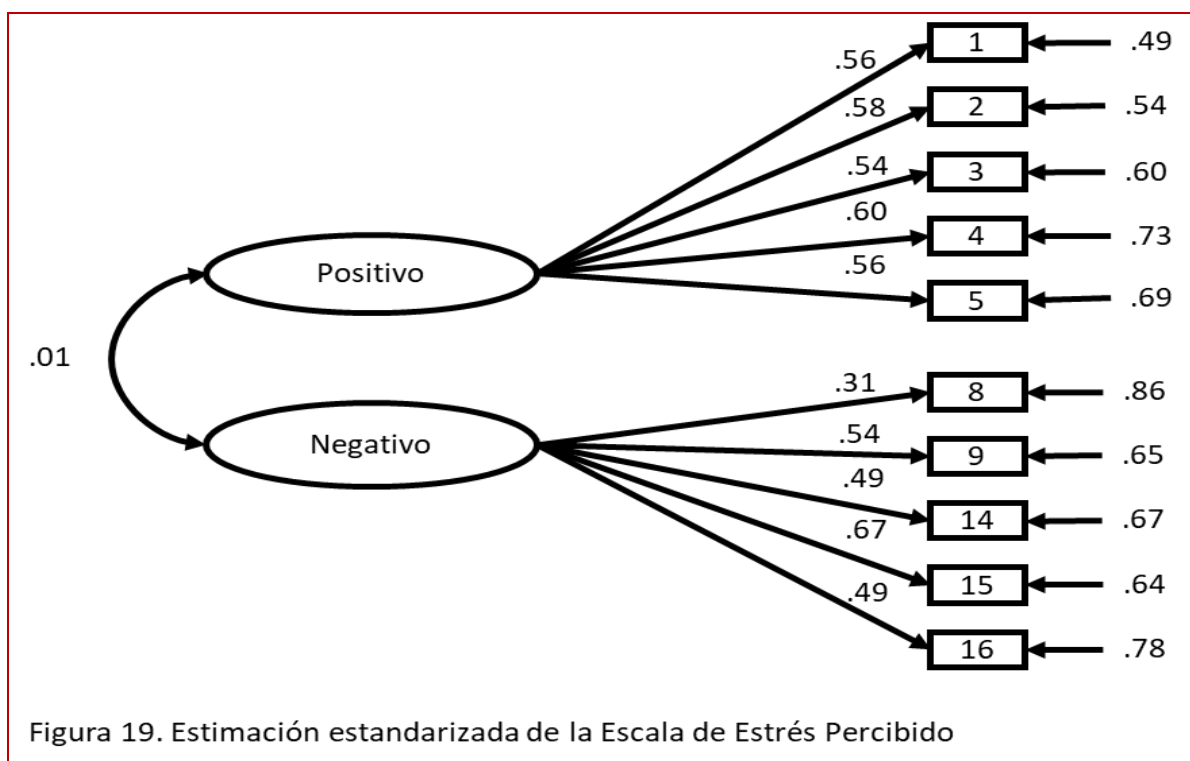 .56 1 .49
.58 2 .54
.54 3 .60
.60 4 .73
Positivo
.56 5 .69
.01
.31 8 .86
Negativo
.54 9 .65
.49 14 .67
.67 15 .64
.49 16 .78
Figura 19. Estimación estandarizada de la Escala de Estrés Percibido